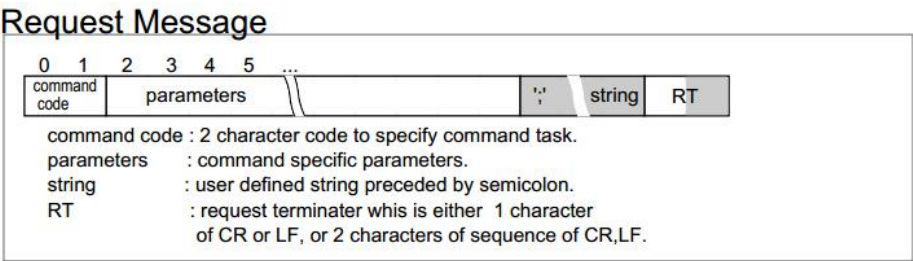 Request Message
0 1 2 3 4 5 ...
command code parameters ';' string RT
command code : 2 character code to specify command task.
parameters : command specific parameters.
string : user defined string preceded by semicolon.
RT : request terminater whis is either 1 character
of CR or LF, or 2 characters of sequence of CR,LF.